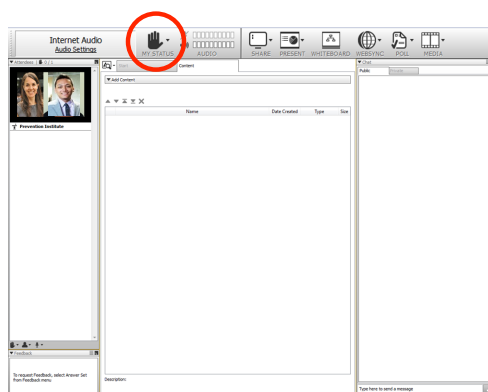 Internet Audio
Audio Settings
MY STATUS
AUDIO
SHARE
PRESENT
WHITEBOARD
WEBSYNC
POLL
MEDIA
Attendees
Prevention Institute
Feedback
To request Feedback, select Answer Set
from Feedback menu
Content
Add Content
Name
Date Created
Type
Size
Description:
Chat
Public
Type here to send a message